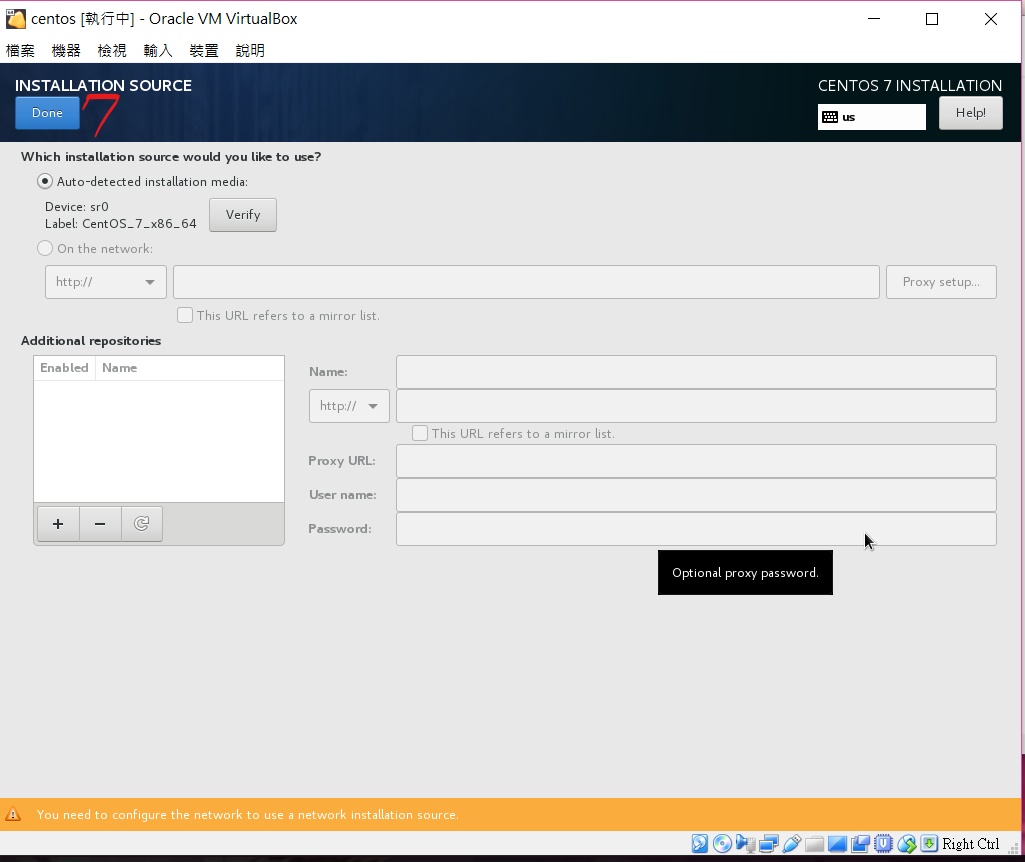 centos [執行中] - Oracle VM VirtualBox
檔案 機器 檢視 輸入 裝置 說明
INSTALLATION SOURCE
CENTOS 7 INSTALLATION
Done
7
us
Help!
Which installation source would you like to use?
Auto-detected installation media:
Device: sr0
Label: CentOS_7_x86_64
Verify
On the network:
http://
Proxy setup...
This URL refers to a mirror list.
Additional repositories
Enabled Name
Name:
http://
This URL refers to a mirror list.
Proxy URL:
User name:
Password:
Optional proxy password.
You need to configure the network to use a network installation source.
Right Ctrl